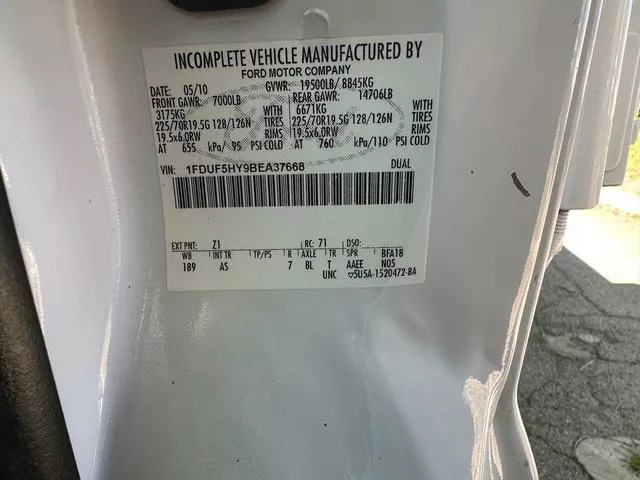 INCOMPLETE VEHICLE MANUFACTURED BY
FORD MOTOR COMPANY
DATE: 05/10 GVWR: 19500LB/ 8845KG
FRONT GAWR: 7000LB REAR GAWR: 14706LB
3175KG WITH 6671KG WITH
225/70R19.5G 128/126N TIRES 225/70R19.5G 128/126N TIRES
19.5x6.0RW RIMS 19.5x6.0RW RIMS
AT 655 kPa/ 95 PSI COLD AT 760 kPa/110 PSI COLD
VIN: 1FDUF5HY9BEA37668 DUAL
EXT PNT: Z1 RC: 71 DSO:
WB INT TR TP/PS R AXLE TR SPR BFA18
189 AS 7 8L T AAEE N05
UNC ▽5U5A-1520472-BA